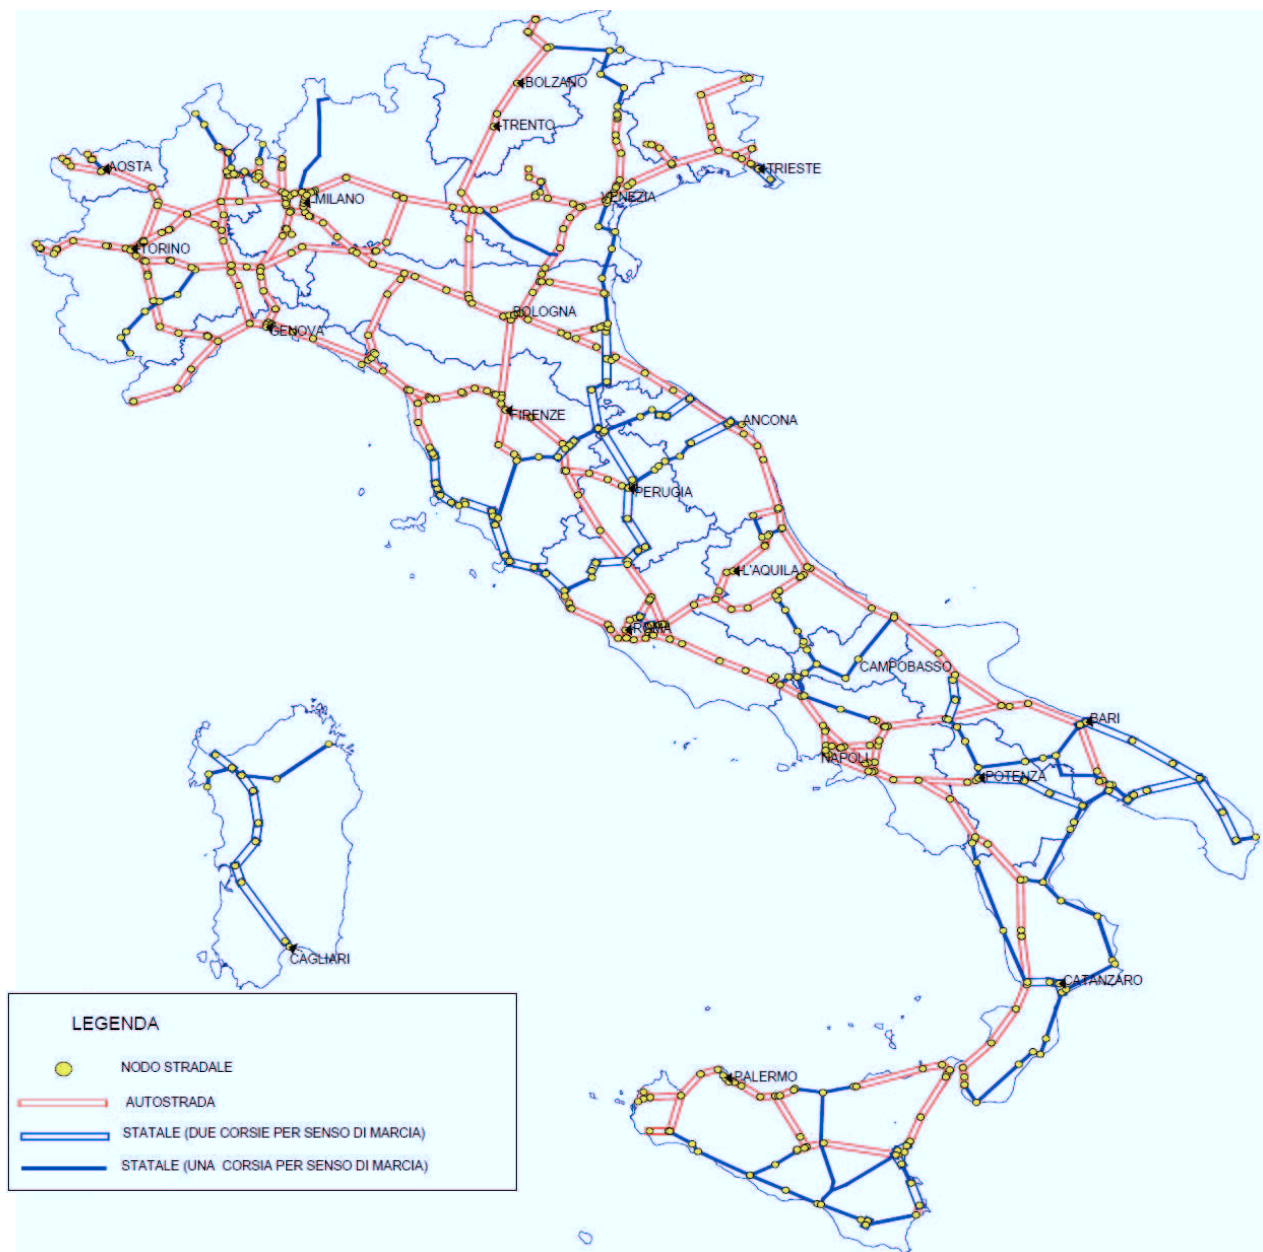 BOLZANO
TRENTO
AOSTA
TRIESTE
MILANO
VENEZIA
TORINO
BOLOGNA
GENOVA
FIRENZE
ANCONA
PERUGIA
L'AQUILA
ROMA
CAMPOBASSO
BARI
NAPOLI
POTENZA
CAGLIARI
CATANZARO
PALERMO
LEGENDA
NODO STRADALE
AUTOSTRADA
STATALE (DUE CORSIE PER SENSO DI MARCIA)
STATALE (UNA CORSIA PER SENSO DI MARCIA)